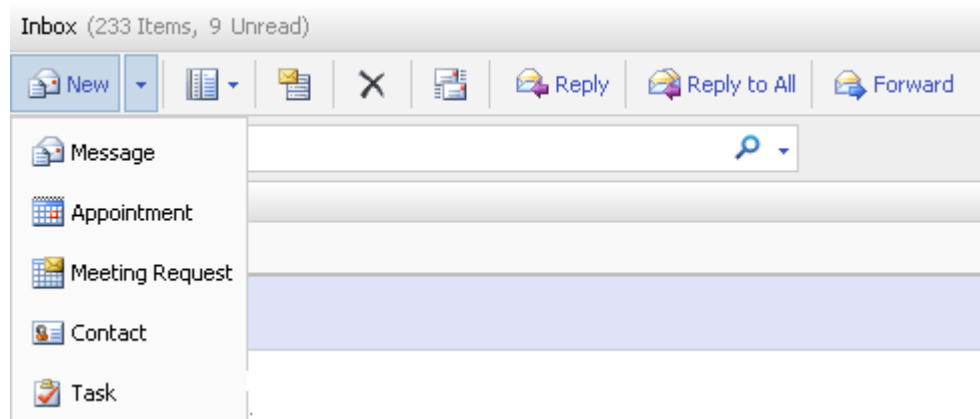 Inbox (233 Items, 9 Unread)
New Reply Reply to All Forward
Message
Appointment
Meeting Request
Contact
Task